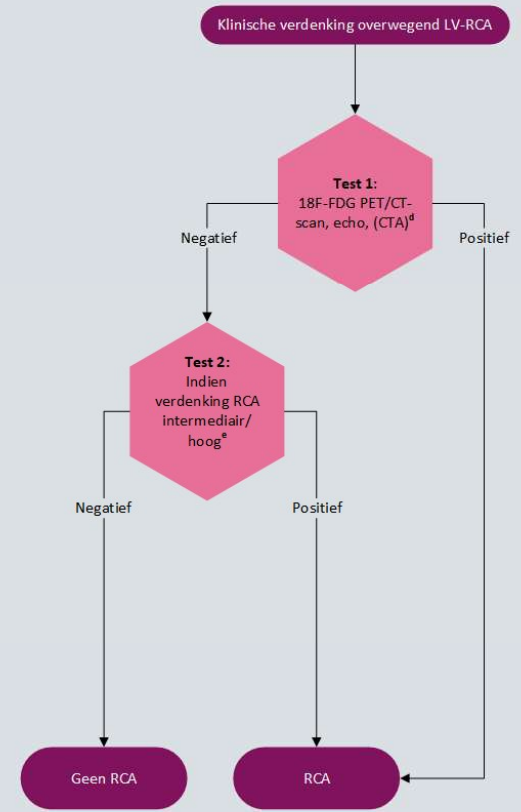 Klinische verdenking overwegend LV-RCA
Test 1:
18F-FDG PET/CT-
scan, echo, (CTA)ᵈ
Negatief
Positief
Test 2:
Indien
verdenking RCA
intermediair/
hoogᵉ
Negatief
Positief
Geen RCA
RCA